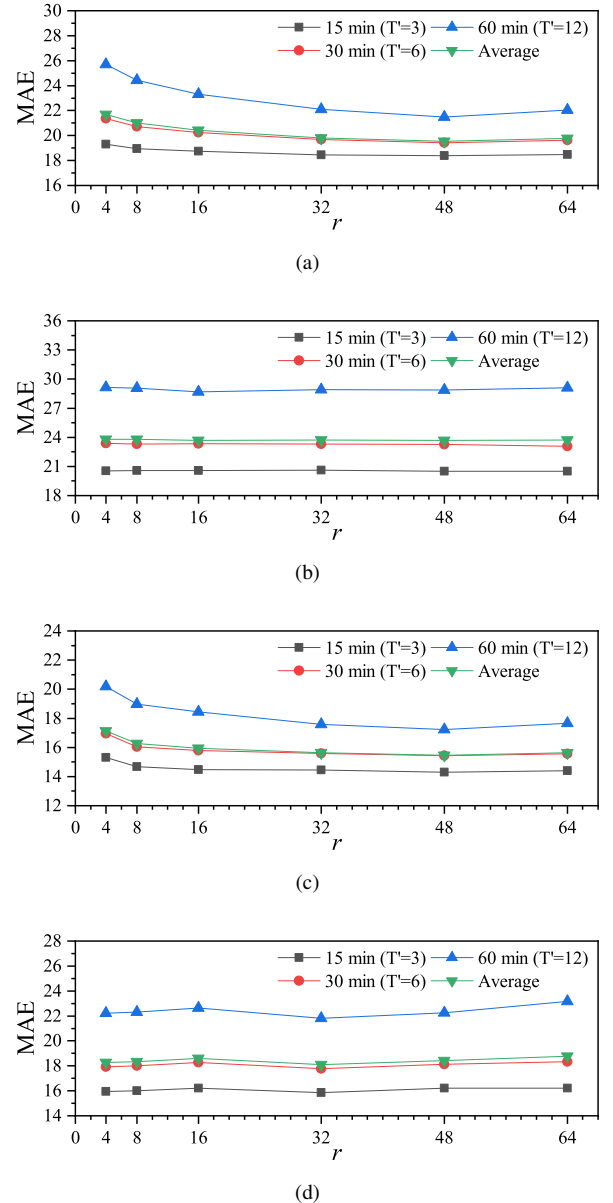 30
28
26
24
22
20
18
16
MAE
15 min (T'=3) 60 min (T'=12)
30 min (T'=6) Average
0 4 8 16 32 48 64
r
(a)
36
33
30
27
24
21
18
MAE
15 min (T'=3) 60 min (T'=12)
30 min (T'=6) Average
0 4 8 16 32 48 64
r
(b)
24
22
20
18
16
14
12
MAE
15 min (T'=3) 60 min (T'=12)
30 min (T'=6) Average
0 4 8 16 32 48 64
r
(c)
28
26
24
22
20
18
16
14
MAE
15 min (T'=3) 60 min (T'=12)
30 min (T'=6) Average
0 4 8 16 32 48 64
r
(d)